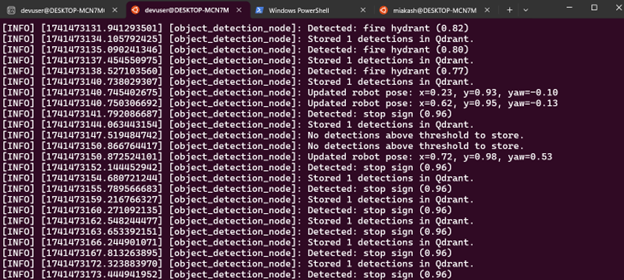 devuser@DESKTOP-MCN7M
devuser@DESKTOP-MCN7M
Windows PowerShell
miakash@DESKTOP-MCN7M
[INFO] [1741473131.941293501] [object_detection_node]: Detected: fire hydrant (0.82)
[INFO] [1741473134.105792425] [object_detection_node]: Stored 1 detections in Qdrant.
[INFO] [1741473135.090241346] [object_detection_node]: Detected: fire hydrant (0.80)
[INFO] [1741473137.454550975] [object_detection_node]: Stored 1 detections in Qdrant.
[INFO] [1741473138.527103560] [object_detection_node]: Detected: fire hydrant (0.77)
[INFO] [1741473140.738029307] [object_detection_node]: Stored 1 detections in Qdrant.
[INFO] [1741473140.745402675] [object_detection_node]: Updated robot pose: x=0.23, y=0.93, yaw=-0.10
[INFO] [1741473140.750306692] [object_detection_node]: Updated robot pose: x=0.62, y=0.95, yaw=-0.13
[INFO] [1741473141.792086687] [object_detection_node]: Detected: stop sign (0.96)
[INFO] [1741473144.063443154] [object_detection_node]: Stored 1 detections in Qdrant.
[INFO] [1741473147.519484742] [object_detection_node]: No detections above threshold to store.
[INFO] [1741473150.866764417] [object_detection_node]: No detections above threshold to store.
[INFO] [1741473150.872524101] [object_detection_node]: Updated robot pose: x=0.72, y=0.98, yaw=0.53
[INFO] [1741473152.144452942] [object_detection_node]: Detected: stop sign (0.96)
[INFO] [1741473154.680721244] [object_detection_node]: Stored 1 detections in Qdrant.
[INFO] [1741473155.789566683] [object_detection_node]: Detected: stop sign (0.96)
[INFO] [1741473159.216766327] [object_detection_node]: Stored 1 detections in Qdrant.
[INFO] [1741473160.271092135] [object_detection_node]: Detected: stop sign (0.96)
[INFO] [1741473162.548244477] [object_detection_node]: Stored 1 detections in Qdrant.
[INFO] [1741473163.653392151] [object_detection_node]: Detected: stop sign (0.96)
[INFO] [1741473166.244901071] [object_detection_node]: Stored 1 detections in Qdrant.
[INFO] [1741473167.813263895] [object_detection_node]: Detected: stop sign (0.96)
[INFO] [1741473172.323883970] [object_detection_node]: Stored 1 detections in Qdrant.
[INFO] [1741473173.444941952] [object_detection_node]: Detected: stop sign (0.96)